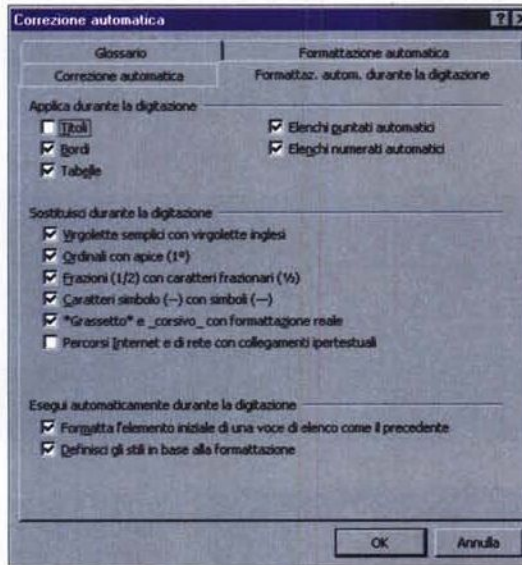 Correzione automatica
Glossario
Formattazione automatica
Correzione automatica
Formattaz. autom. durante la digitazione
Applica durante la digitazione
Titoli
Elenchi puntati automatici
Bordi
Elenchi numerati automatici
Tabelle
Sostituisci durante la digitazione
Virgolette semplici con virgolette inglesi
Ordinali con apice (1º)
Frazioni (1/2) con caratteri frazionari (½)
Caratteri simbolo (--) con simboli (—)
*Grassetto* e _corsivo_ con formattazione reale
Percorsi Internet e di rete con collegamenti ipertestuali
Esegui automaticamente durante la digitazione
Formatta l'elemento iniziale di una voce di elenco come il precedente
Definisci gli stili in base alla formattazione
OK
Annulla